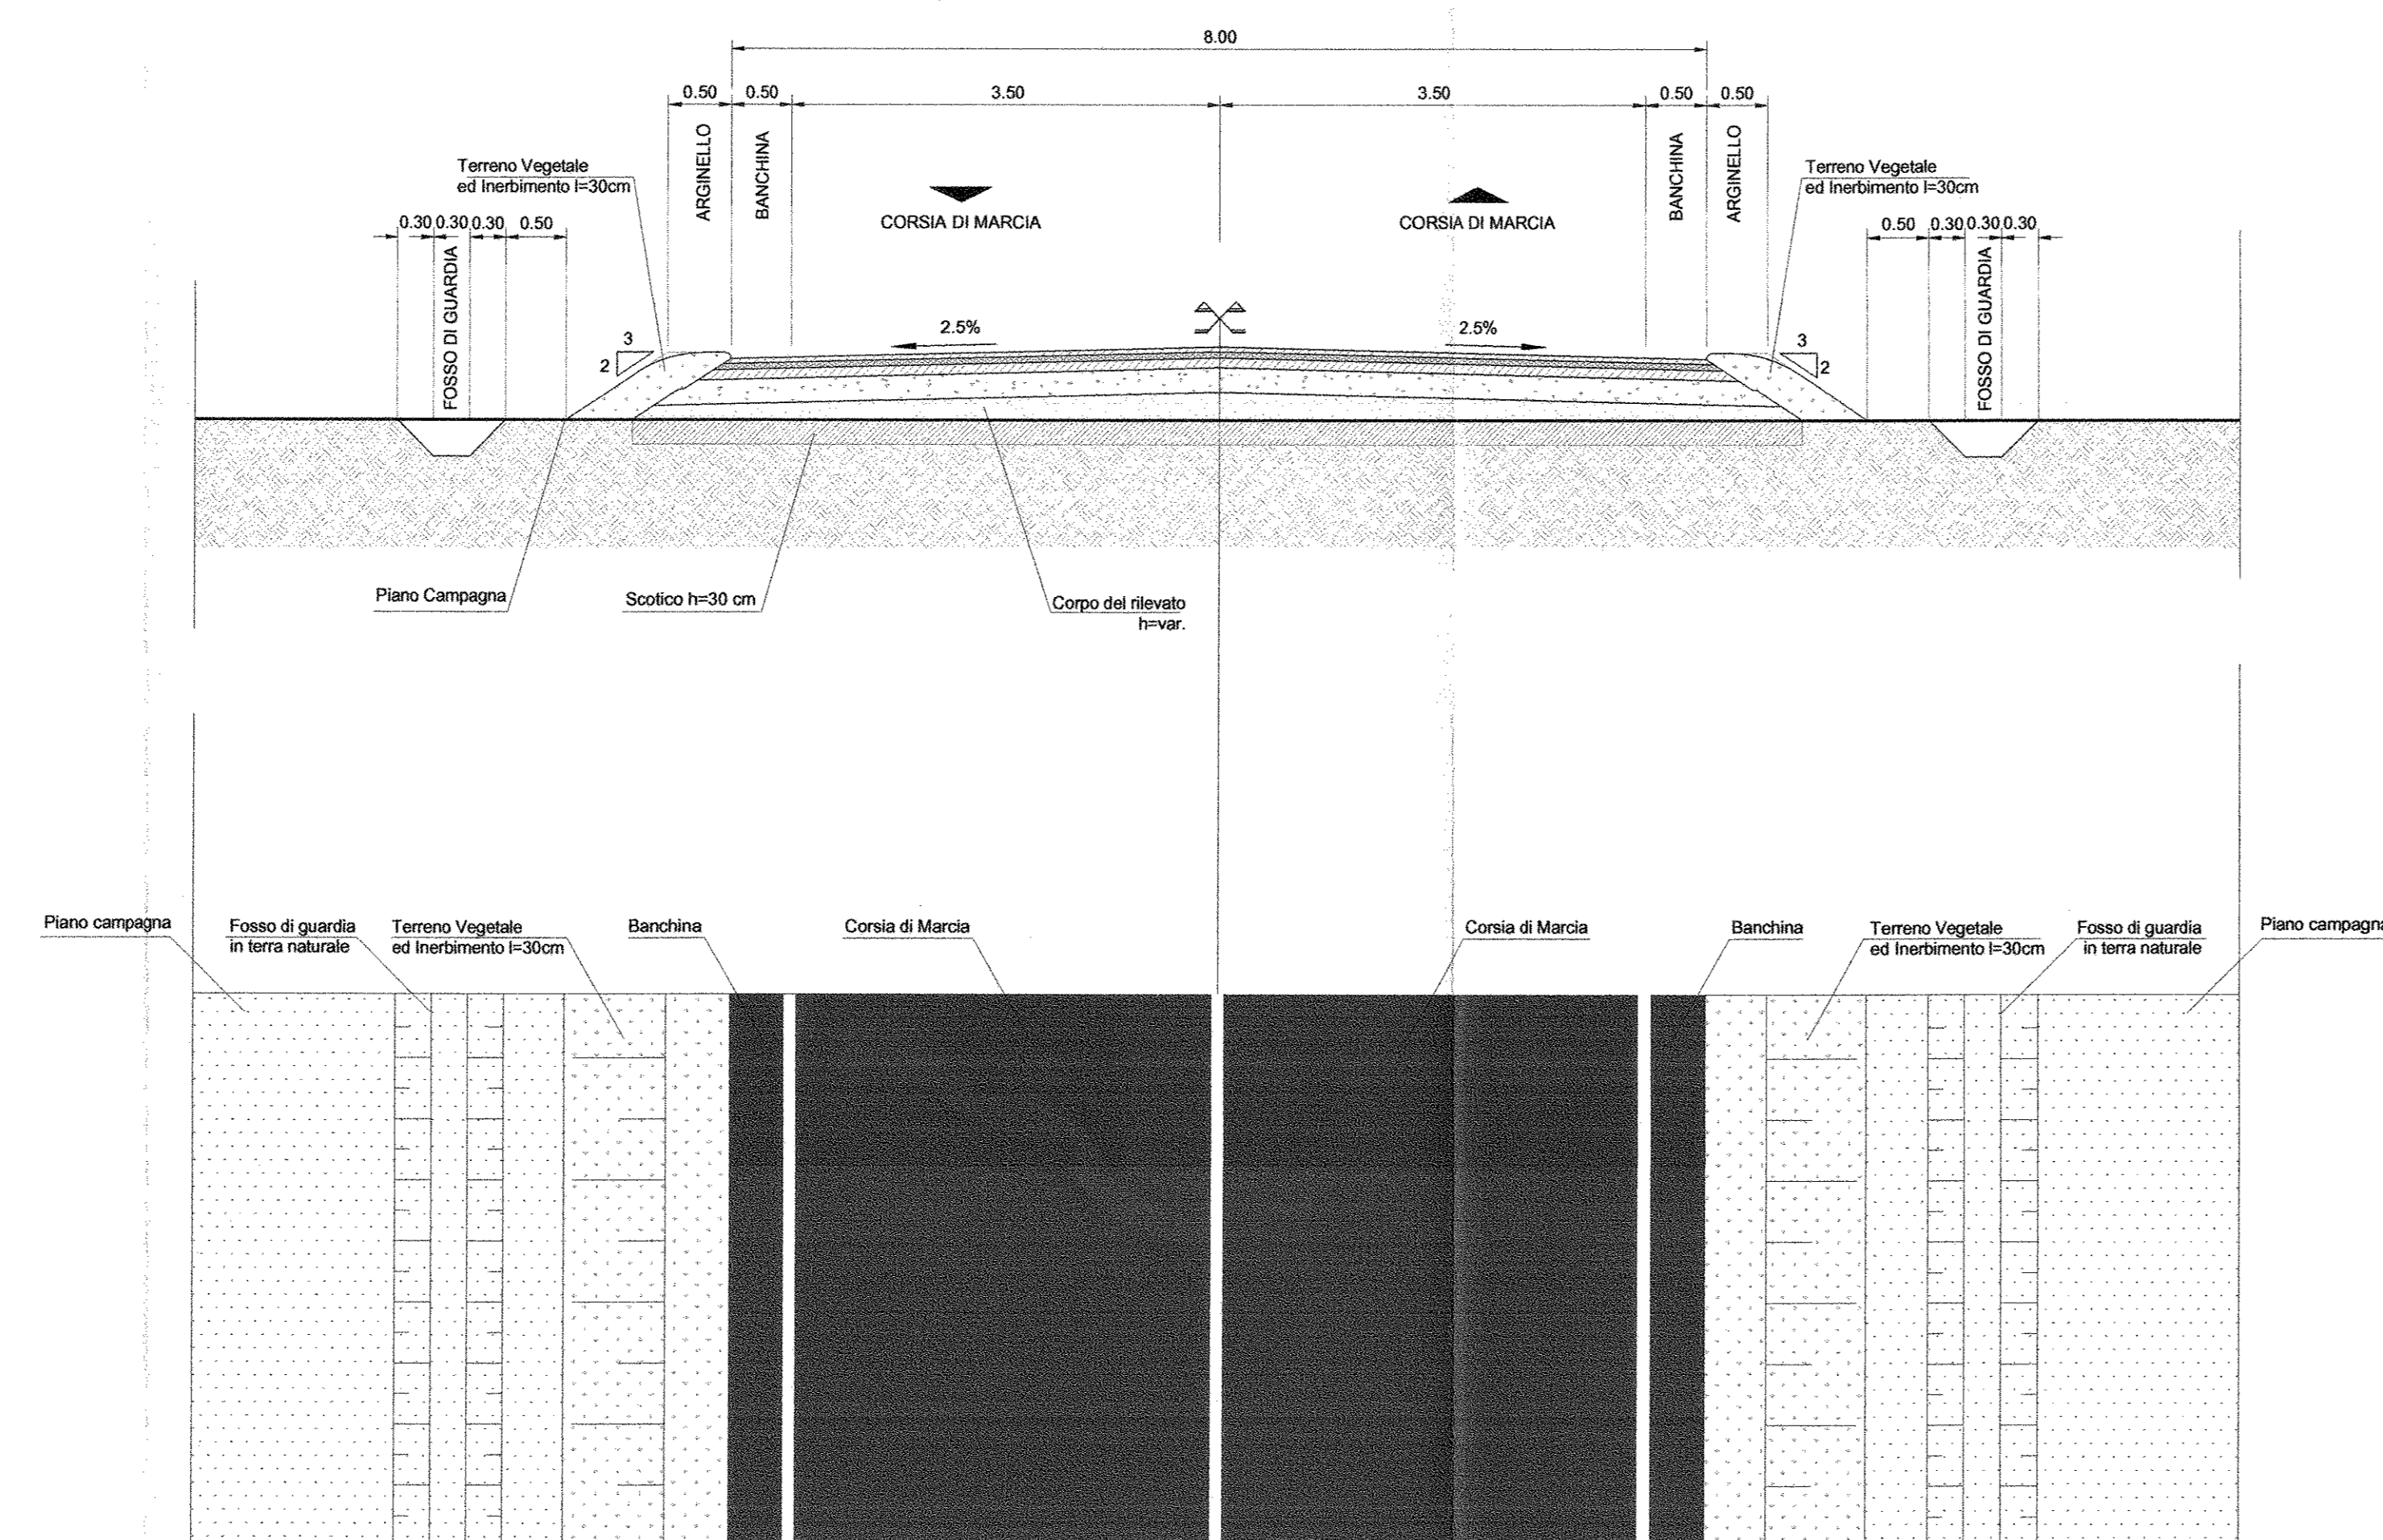 8.00
0.50 0.50 3.50 3.50 0.50 0.50
ARGINELLO
BANCHINA
BANCHINA
ARGINELLO
Terreno Vegetale
ed Inerbimento l=30cm
Terreno Vegetale
ed Inerbimento l=30cm
CORSIA DI MARCIA
CORSIA DI MARCIA
0.30 0.30 0.30 0.50
0.50 0.30 0.30 0.30
FOSSO DI GUARDIA
FOSSO DI GUARDIA
2.5%
2.5%
3
2
3
2
Piano Campagna
Scotico h=30 cm
Corpo del rilevato
h=var.
Piano campagna
Fosso di guardia
in terra naturale
Terreno Vegetale
ed Inerbimento l=30cm
Banchina
Corsia di Marcia
Corsia di Marcia
Banchina
Terreno Vegetale
ed Inerbimento l=30cm
Fosso di guardia
in terra naturale
Piano campagna